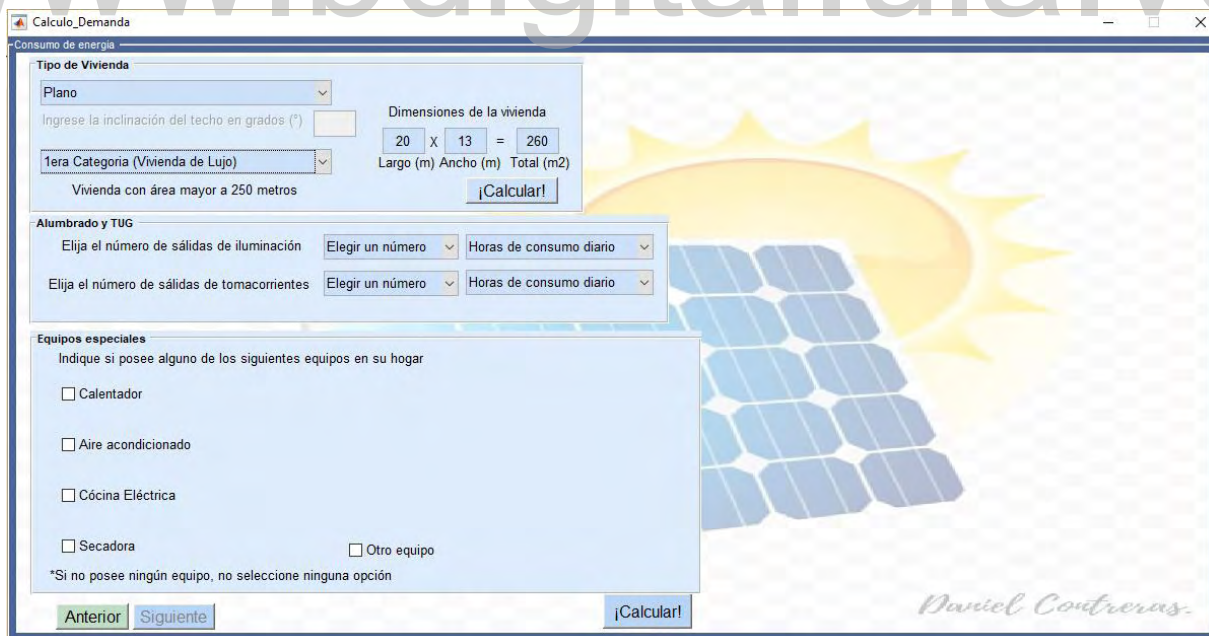 Calculo_Demanda
Consumo de energia
Tipo de Vivienda
Plano
Ingrese la inclinación del techo en grados (°)
Dimensiones de la vivienda
20 X 13 = 260
Largo (m) Ancho (m) Total (m2)
1era Categoria (Vivienda de Lujo)
Vivienda con área mayor a 250 metros
¡Calcular!
Alumbrado y TUG
Elija el número de sálidas de iluminación Elegir un número Horas de consumo diario
Elija el número de sálidas de tomacorrientes Elegir un número Horas de consumo diario
Equipos especiales
Indique si posee alguno de los siguientes equipos en su hogar
Calentador
Aire acondicionado
Cócina Eléctrica
Secadora Otro equipo
*Si no posee ningún equipo, no seleccione ninguna opción
Anterior Siguiente ¡Calcular!
Daniel Contreras.